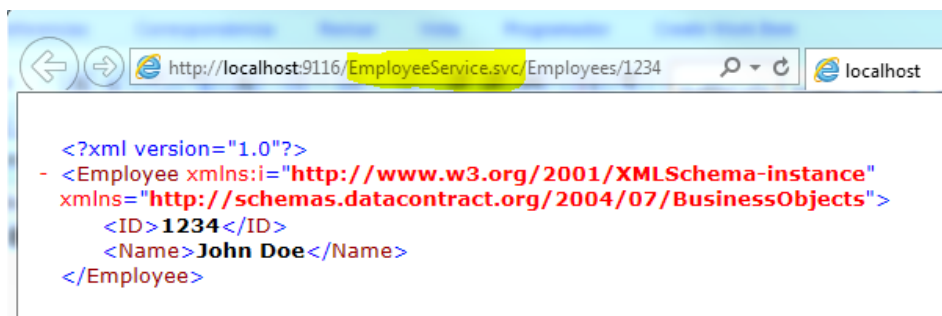 http://localhost:9116/EmployeeService.svc/Employees/1234
localhost
<?xml version="1.0"?>
- <Employee xmlns:i="http://www.w3.org/2001/XMLSchema-instance"
xmlns="http://schemas.datacontract.org/2004/07/BusinessObjects">
<ID>1234</ID>
<Name>John Doe</Name>
</Employee>